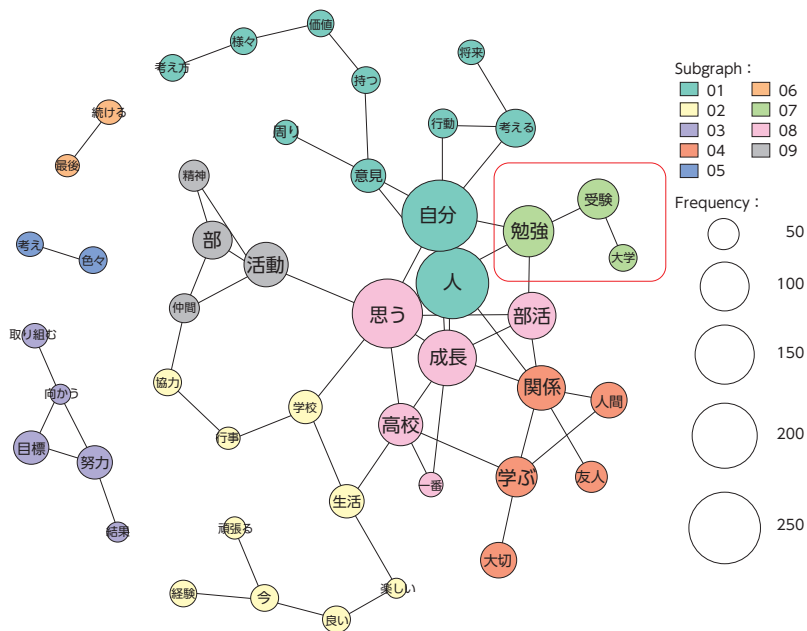 価値
様々
考え方
持つ
将来
行動
考える
周り
意見
続ける
最後
精神
部
活動
仲間
自分
勉強
受験
大学
人
思う
部活
成長
考え
色々
取り組む
向かう
目標
努力
結果
協力
行事
学校
高校
一番
生活
関係
人間
学ぶ
友人
大切
頑張る
経験
今
良い
楽しい
Subgraph：
01
02
03
04
05
06
07
08
09
Frequency：
50
100
150
200
250